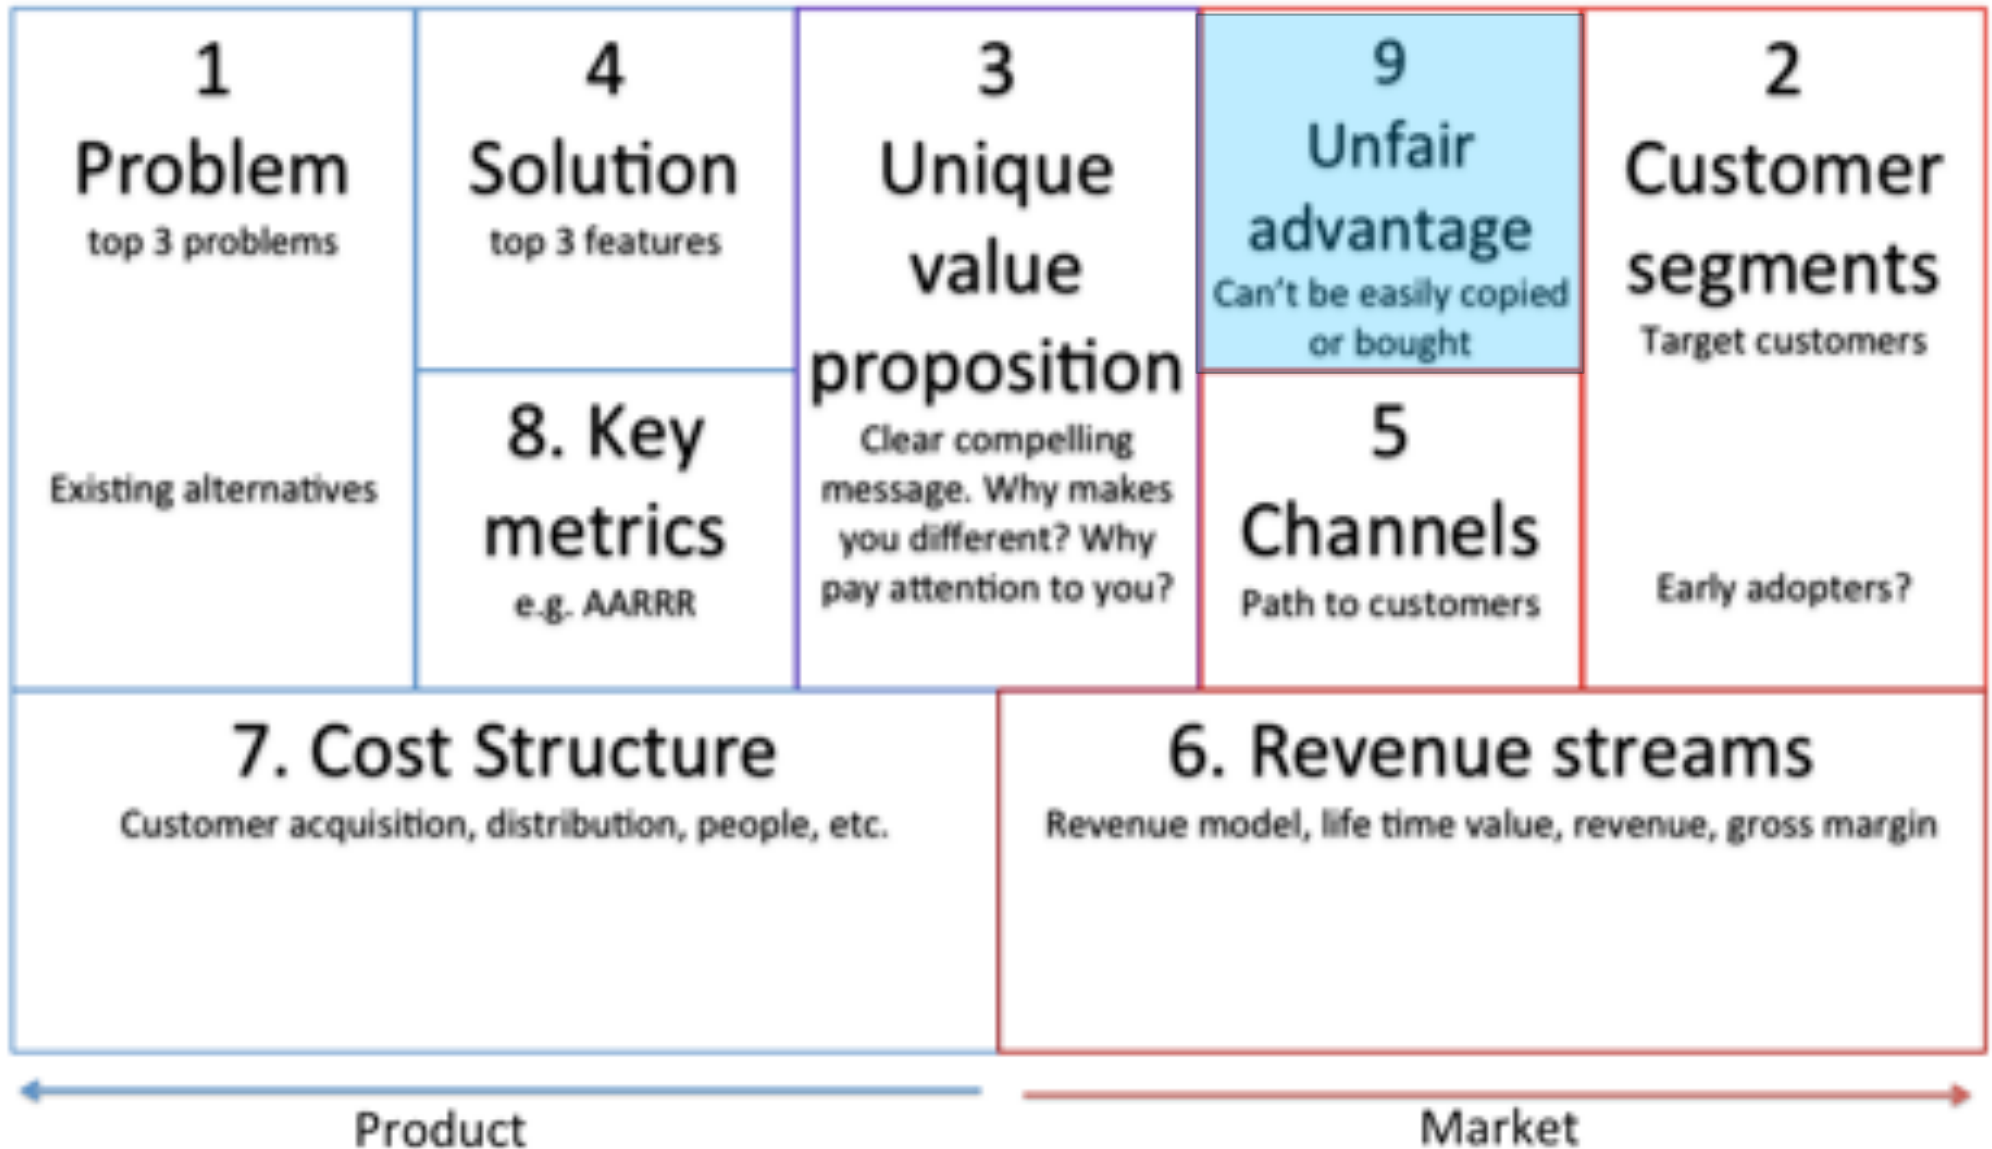 1
Problem
top 3 problems
Existing alternatives
4
Solution
top 3 features
8. Key
metrics
e.g. AARRR
3
Unique
value
proposition
Clear compelling
message. Why makes
you different? Why
pay attention to you?
9
Unfair
advantage
Can't be easily copied
or bought
5
Channels
Path to customers
2
Customer
segments
Target customers
Early adopters?
7. Cost Structure
Customer acquisition, distribution, people, etc.
6. Revenue streams
Revenue model, life time value, revenue, gross margin
Product
Market